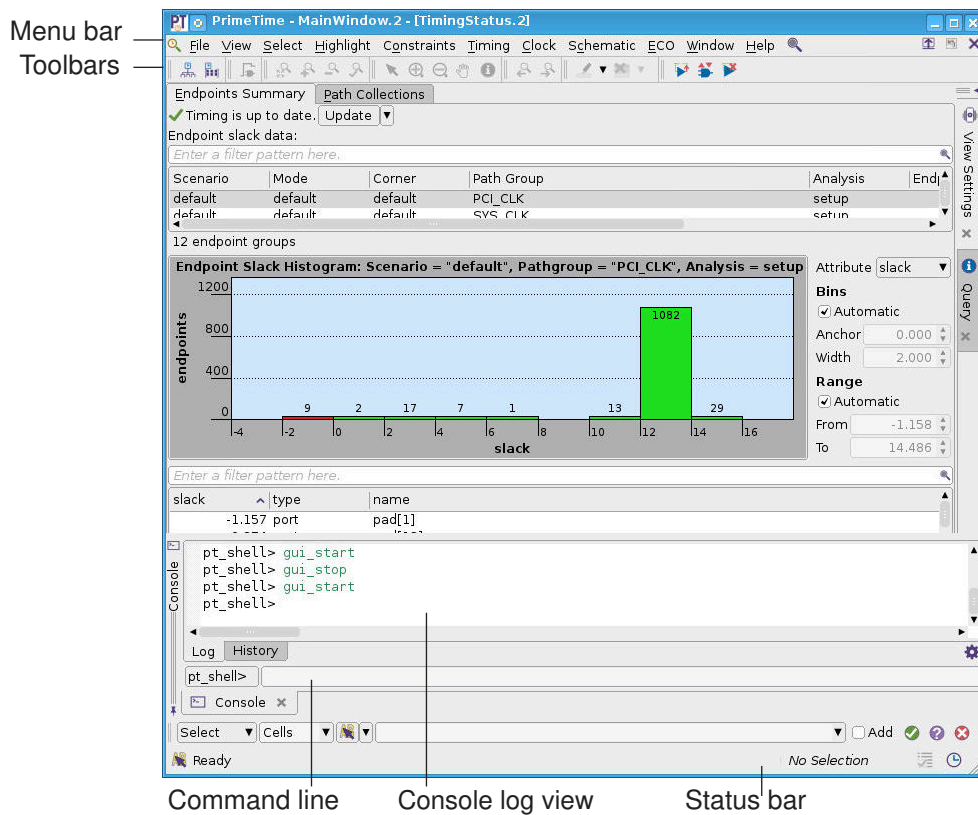 PrimeTime - MainWindow.2 - [TimingStatus.2]
Menu bar
File View Select Highlight Constraints Timing Clock Schematic ECO Window Help
Toolbars
Endpoints Summary Path Collections
Timing is up to date. Update
Endpoint slack data:
Enter a filter pattern here.
Scenario Mode Corner Path Group Analysis End
default default default PCI_CLK setup
default default default SYS_CLK setup
12 endpoint groups
View Settings
Query
Endpoint Slack Histogram: Scenario = "default", Pathgroup = "PCI_CLK", Analysis = setup
endpoints
1200
800
400
0
9 2 17 7 1 13 1082 29
-4 -2 0 2 4 6 8 10 12 14 16
slack
Attribute slack
Bins
Automatic
Anchor 0.000
Width 2.000
Range
Automatic
From -1.158
To 14.486
Enter a filter pattern here.
slack type name
-1.157 port pad[1]
Console
pt_shell> gui_start
pt_shell> gui_stop
pt_shell> gui_start
pt_shell>
Log History
pt_shell>
Console
Select Cells Add
Ready No Selection
Command line Console log view Status bar